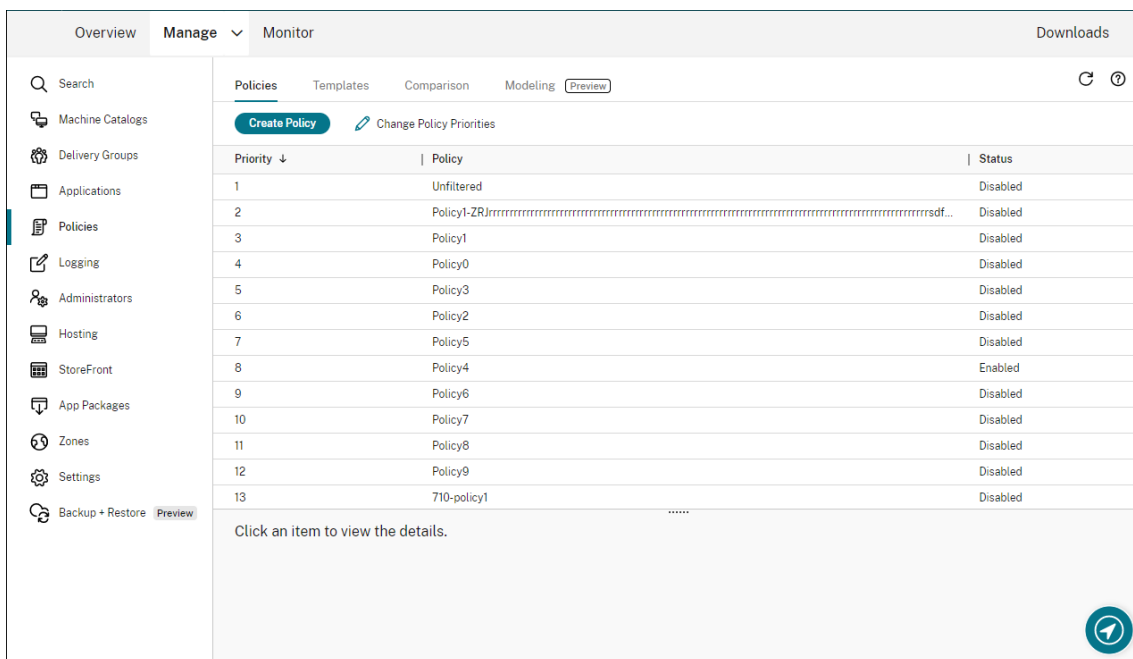 Overview Manage Monitor Downloads
Search
Machine Catalogs
Delivery Groups
Applications
Policies
Logging
Administrators
Hosting
StoreFront
App Packages
Zones
Settings
Backup + Restore Preview
Policies Templates Comparison Modeling Preview
Create Policy Change Policy Priorities
Priority ↓ | Policy | Status
1 Unfiltered Disabled
2 Disabled
3 Policy1 Disabled
4 Policy0 Disabled
5 Policy3 Disabled
6 Policy2 Disabled
7 Policy5 Disabled
8 Policy4 Enabled
9 Policy6 Disabled
10 Policy7 Disabled
11 Policy8 Disabled
12 Policy9 Disabled
13 710-policy1 Disabled
Click an item to view the details.